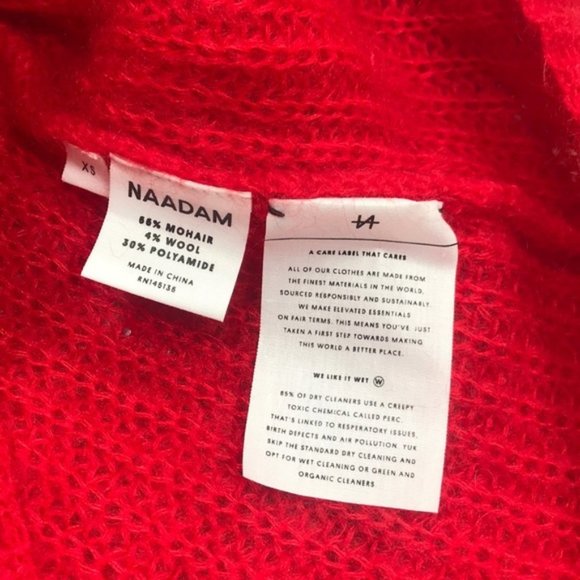 XS
NAADAM
66% MOHAIR
4% WOOL
30% POLYAMIDE
MADE IN CHINA
RN145136
A CARE LABEL THAT CARES
ALL OF OUR CLOTHES ARE MADE FROM
THE FINEST MATERIALS IN THE WORLD,
SOURCED RESPONSIBLY AND SUSTAINABLY.
WE MAKE ELEVATED ESSENTIALS
ON FAIR TERMS. THIS MEANS YOU'VE JUST
TAKEN A FIRST STEP TOWARDS MAKING
THIS WORLD A BETTER PLACE.
WE LIKE IT WET W
85% OF DRY CLEANERS USE A CREEPY
TOXIC CHEMICAL CALLED PERC,
THAT'S LINKED TO RESPIRATORY ISSUES,
BIRTH DEFECTS AND AIR POLLUTION. YUK
SKIP THE STANDARD DRY CLEANING AND
OPT FOR WET CLEANING OR GREEN AND
ORGANIC CLEANERS.